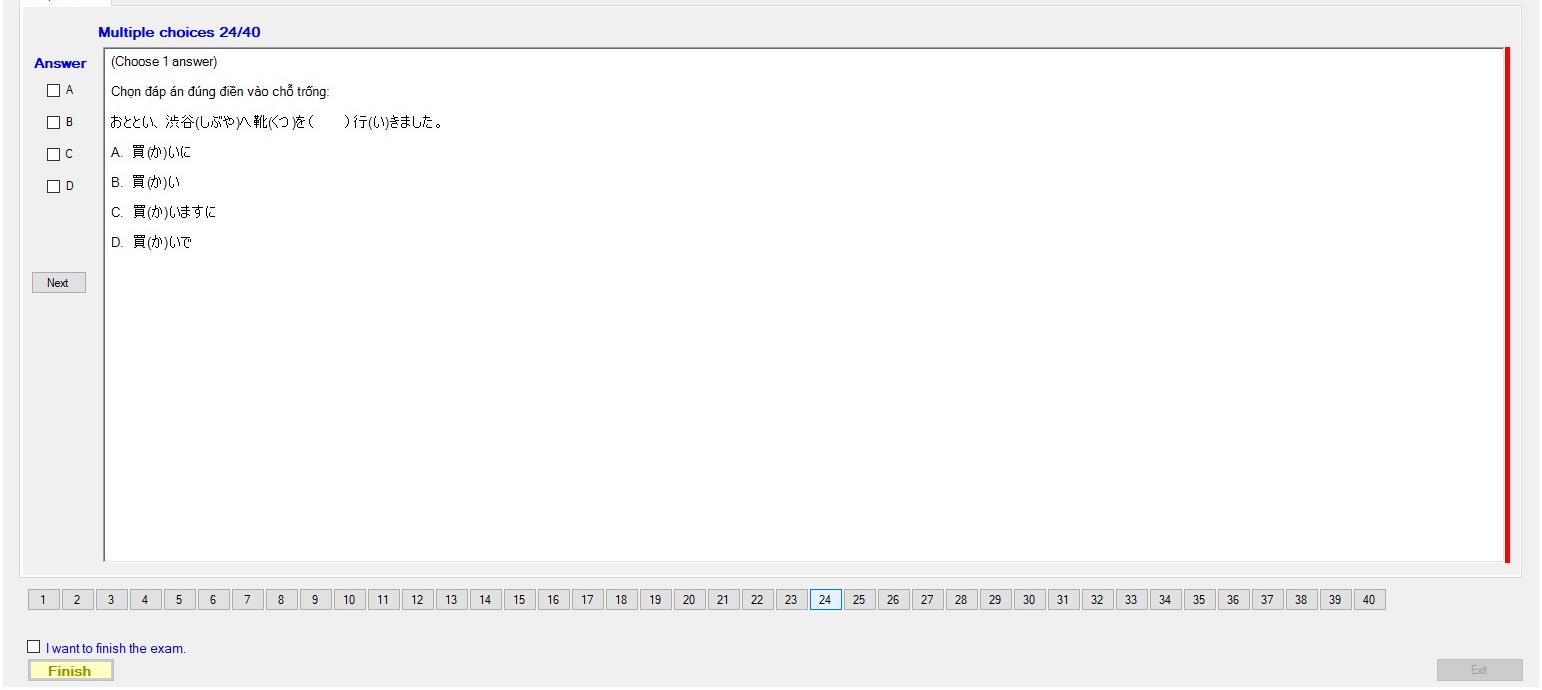 Multiple choices 24/40
Answer
(Choose 1 answer)
A
Chọn đáp án đúng điền vào chỗ trống:
B
おととい、渋谷(しぶや)へ靴(くつ)を(　　)行(い)きました。
A. 買(か)いに
C
B. 買(か)い
D
C. 買(か)いますに
D. 買(か)いで
Next
1 2 3 4 5 6 7 8 9 10 11 12 13 14 15 16 17 18 19 20 21 22 23 24 25 26 27 28 29 30 31 32 33 34 35 36 37 38 39 40
I want to finish the exam.
Finish
Exit